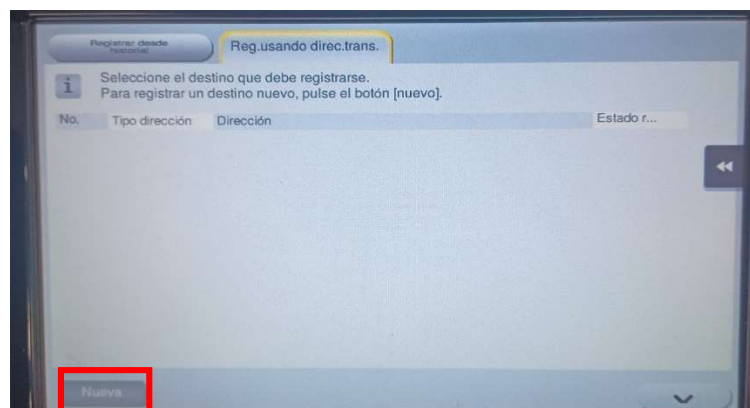 Registrar desde
historial
Reg.usando direc.trans.
i
Seleccione el destino que debe registrarse.
Para registrar un destino nuevo, pulse el botón [nuevo].
No. Tipo dirección Dirección Estado r...
Nueva